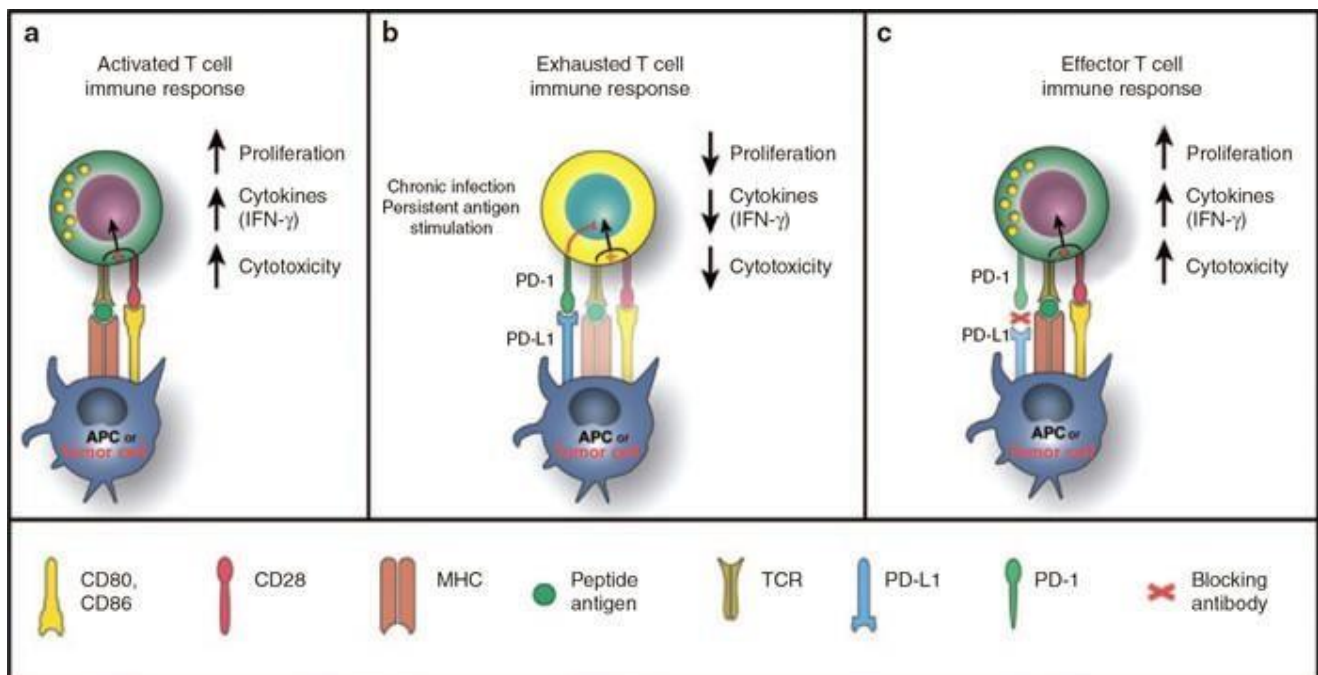 a
Activated T cell
immune response
Proliferation
Cytokines
(IFN-γ)
Cytotoxicity
APC or
Tumor cell
b
Exhausted T cell
immune response
Chronic infection
Persistent antigen
stimulation
Proliferation
Cytokines
(IFN-γ)
Cytotoxicity
PD-1
PD-L1
APC or
Tumor cell
c
Effector T cell
immune response
Proliferation
Cytokines
(IFN-γ)
Cytotoxicity
PD-1
PD-L1
APC or
Tumor cell
CD80,
CD86
CD28
MHC
Peptide
antigen
TCR
PD-L1
PD-1
Blocking
antibody